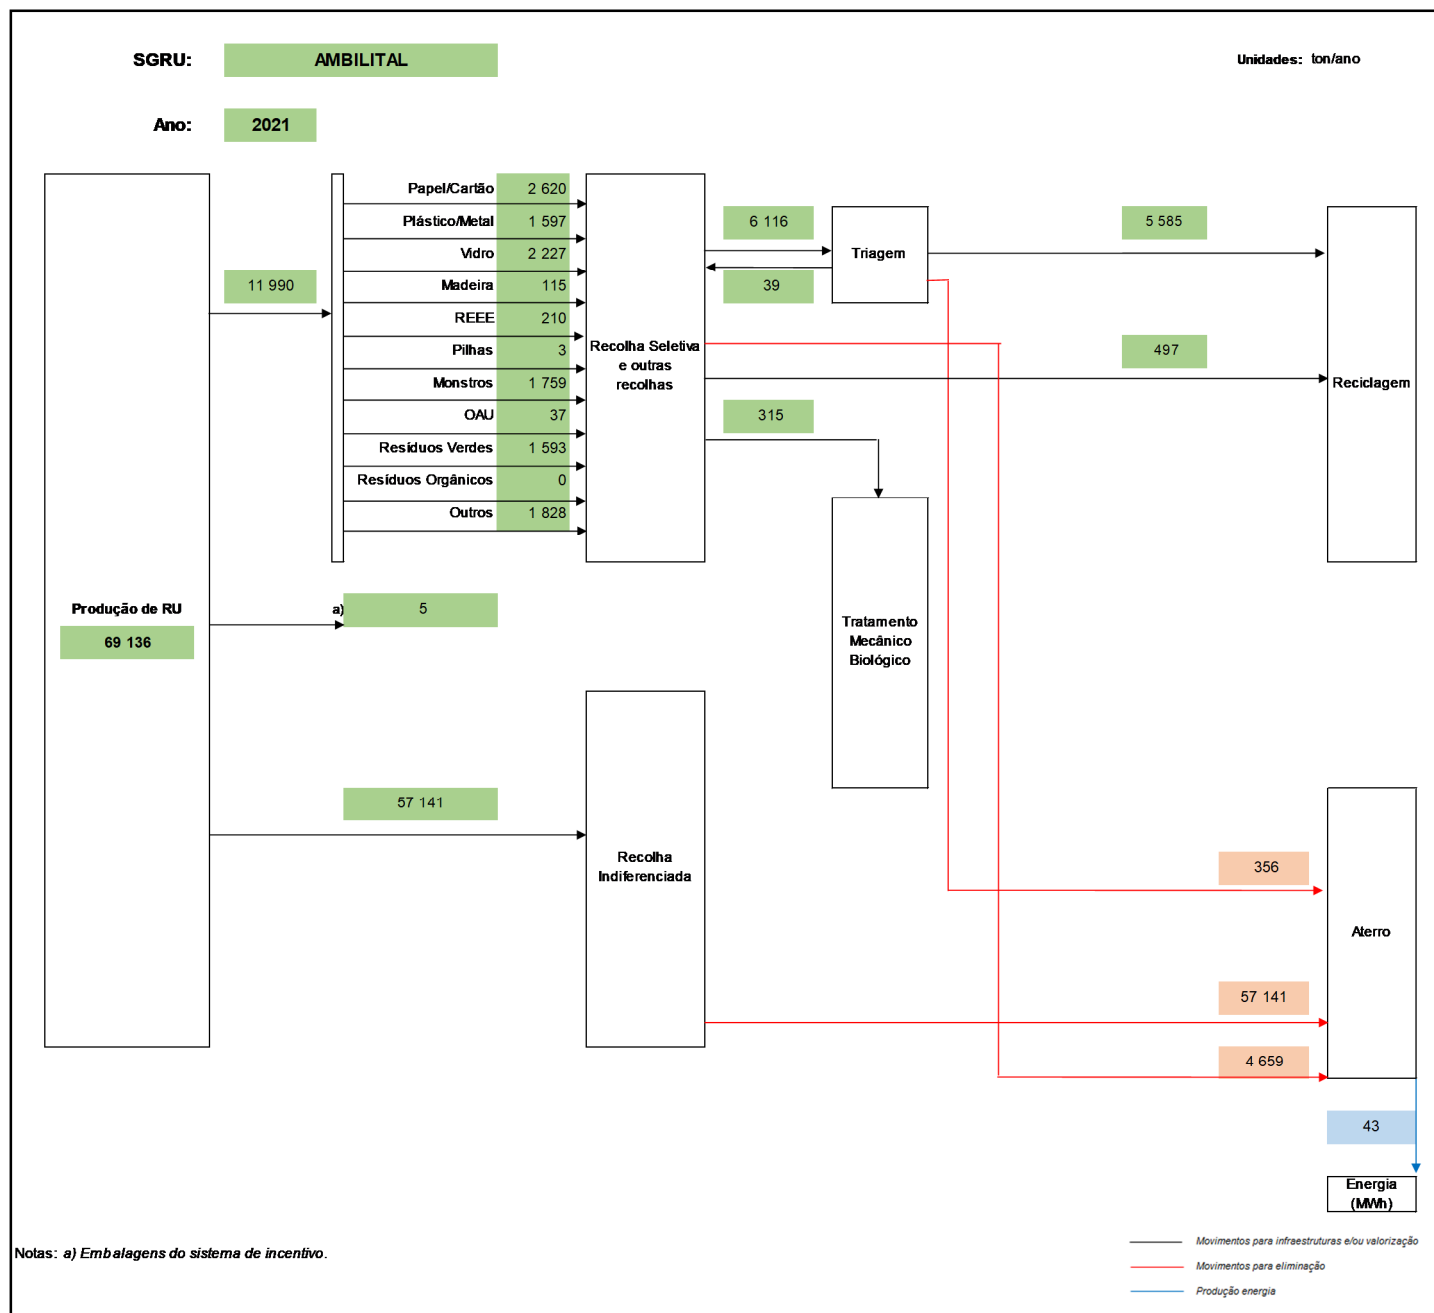 SGRU: AMBILITAL Unidades: ton/ano
Ano: 2021
Papel/Cartão 2 620
Plástico/Metal 1 597
Vidro 2 227
Madeira 115
REEE 210
Pilhas 3
Monstros 1 759
OAU 37
Resíduos Verdes 1 593
Resíduos Orgânicos 0
Outros 1 828
11 990
Recolha Seletiva
e outras
recolhas
6 116
39
Triagem
5 585
497
Reciclagem
315
Tratamento
Mecânico
Biológico
Produção de RU
69 136
a) 5
57 141
Recolha
Indiferenciada
356
Aterro
57 141
4 659
43
Energia
(MWh)
Notas: a) Embalagens do sistema de incentivo.
Movimentos para infraestruturas e/ou valorização
Movimentos para eliminação
Produção energia